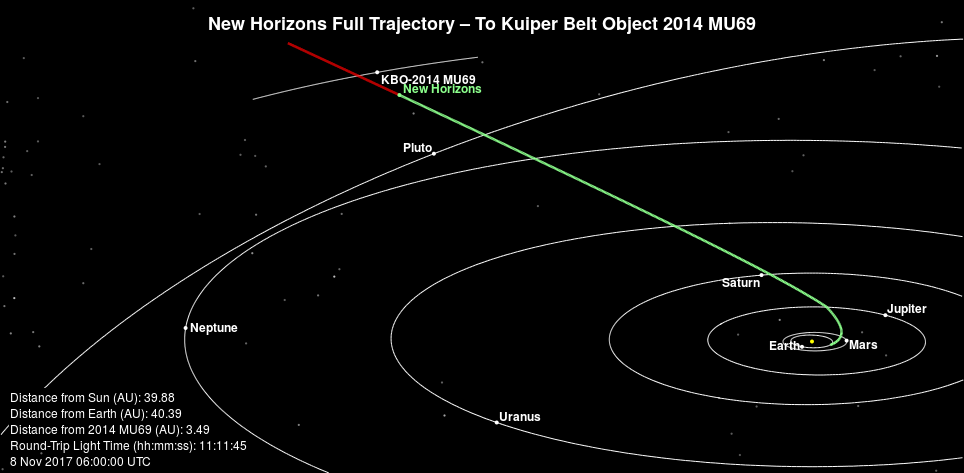 New Horizons Full Trajectory – To Kuiper Belt Object 2014 MU69
KBO-2014 MU69
New Horizons
Pluto
Saturn
Jupiter
Neptune
Earth
Mars
Uranus
Distance from Sun (AU): 39.88
Distance from Earth (AU): 40.39
Distance from 2014 MU69 (AU): 3.49
Round-Trip Light Time (hh:mm:ss): 11:11:45
8 Nov 2017 06:00:00 UTC